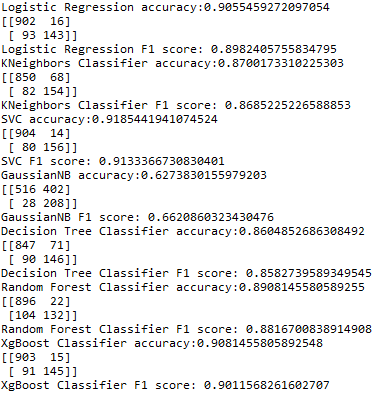 Logistic Regression accuracy:0.9055459272097054
[[902  16]
 [ 93 143]]
Logistic Regression F1 score: 0.8982405755834795
KNeighbors Classifier accuracy:0.8700173310225303
[[850  68]
 [ 82 154]]
KNeighbors Classifier F1 score: 0.8685225226588853
SVC accuracy:0.9185441941074524
[[904  14]
 [ 80 156]]
SVC F1 score: 0.9133366730830401
GaussianNB accuracy:0.6273830155979203
[[516 402]
 [ 28 208]]
GaussianNB F1 score: 0.6620860323430476
Decision Tree Classifier accuracy:0.8604852686308492
[[847  71]
 [ 90 146]]
Decision Tree Classifier F1 score: 0.8582739589349545
Random Forest Classifier accuracy:0.8908145580589255
[[896  22]
 [104 132]]
Random Forest Classifier F1 score: 0.8816700838914908
XgBoost Classifier accuracy:0.9081455805892548
[[903  15]
 [ 91 145]]
XgBoost Classifier F1 score: 0.9011568261602707